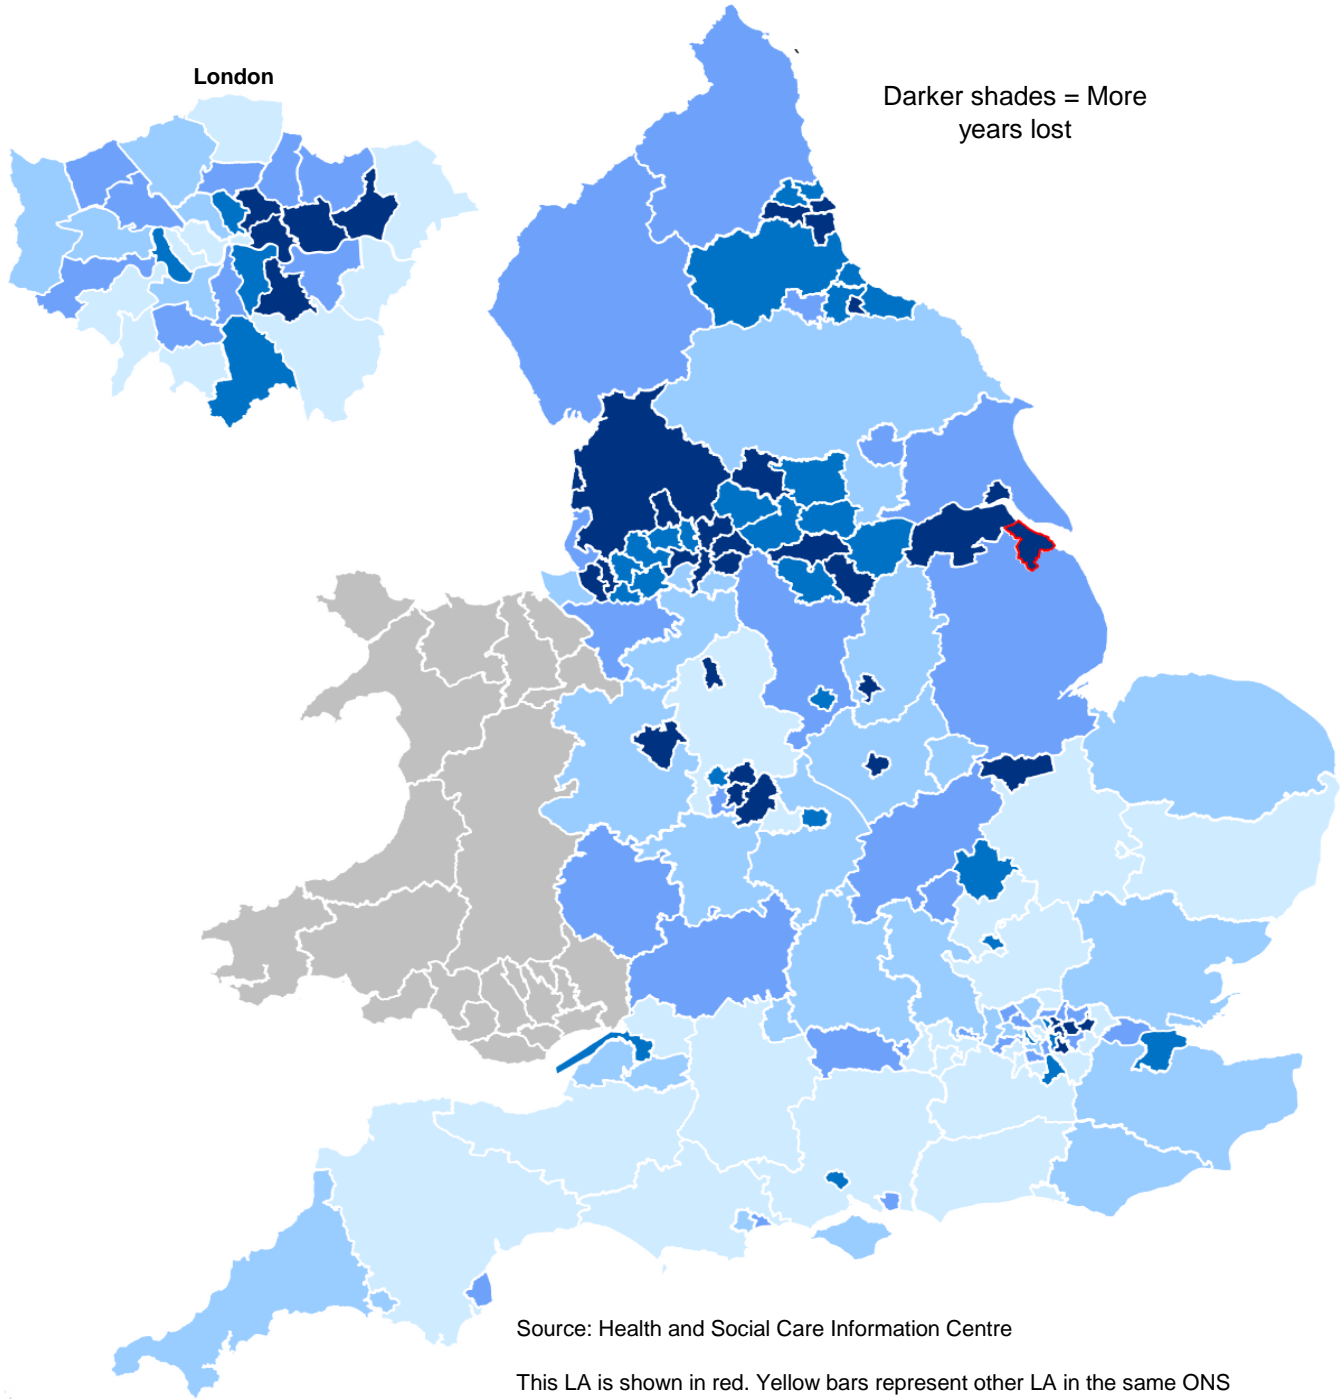 London
Darker shades = More
years lost
Source: Health and Social Care Information Centre
This LA is shown in red. Yellow bars represent other LA in the same ONS